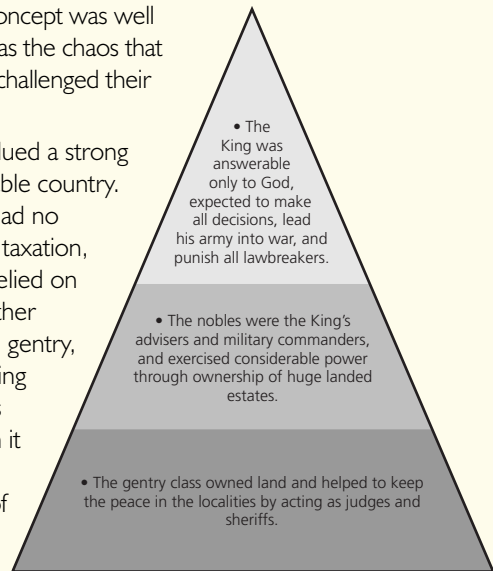 oncept was well
as the chaos that
challenged their
lued a strong
ble country.
ad no
taxation,
elied on
ther
gentry,
ing
s
it
of
• The
King was
answerable
only to God,
expected to make
all decisions, lead
his army into war, and
punish all lawbreakers.
• The nobles were the King's
advisers and military commanders,
and exercised considerable power
through ownership of huge landed
estates.
• The gentry class owned land and helped to keep
the peace in the localities by acting as judges and
sheriffs.